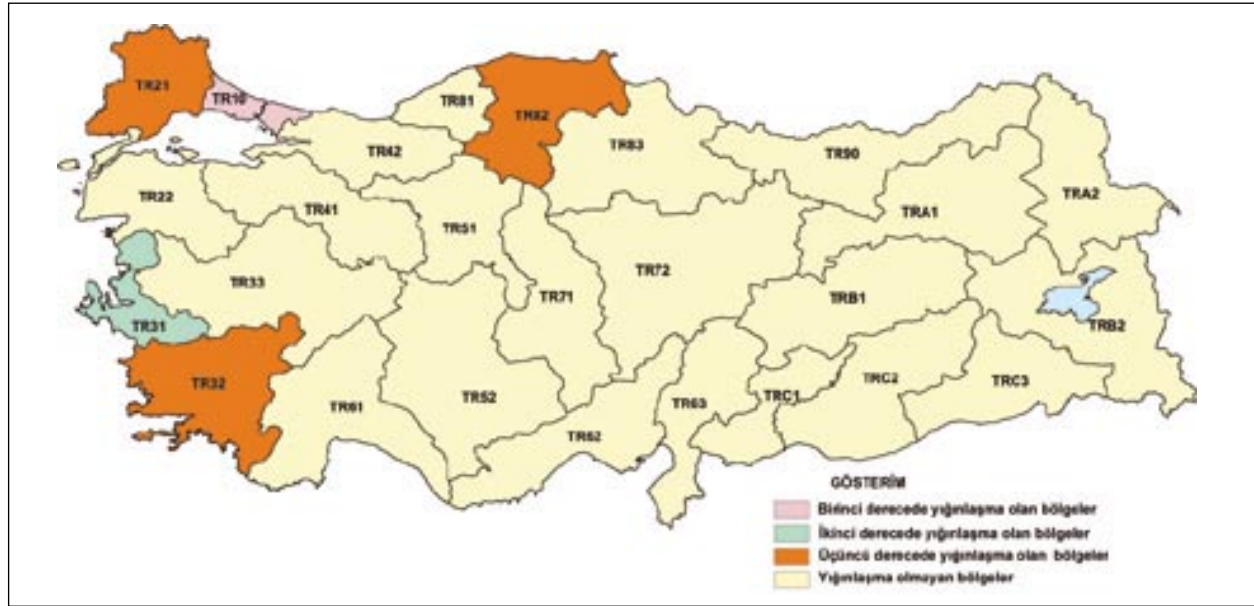 TR21
TR10
TR81
TR82
TR42
TR83
TR90
TR22
TR41
TRA1
TRA2
TR51
TR33
TR72
TR71
TRB1
TR31
TRB2
TR32
TRC2
TRC3
TR52
TR63
TRC1
TR61
TR62
GÖSTERİM
Birinci derecede yığınlaşma olan bölgeler
İkinci derecede yığınlaşma olan bölgeler
Üçüncü derecede yığınlaşma olan bölgeler
Yığınlaşma olmayan bölgeler